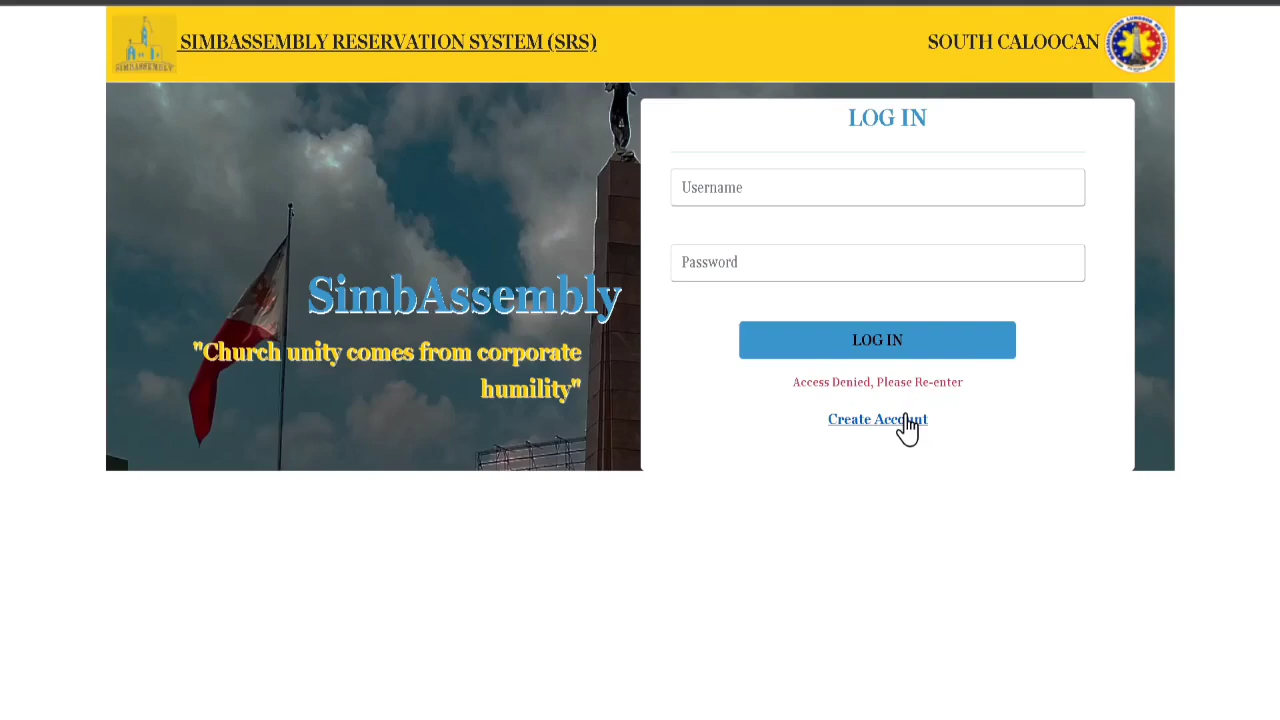 SIMBASSEMBLY
SIMBASSEMBLY RESERVATION SYSTEM (SRS)
SOUTH CALOOCAN
LOG IN
Username
Password
SimbAssembly
"Church unity comes from corporate
humility"
LOG IN
Access Denied, Please Re-enter
Create Account